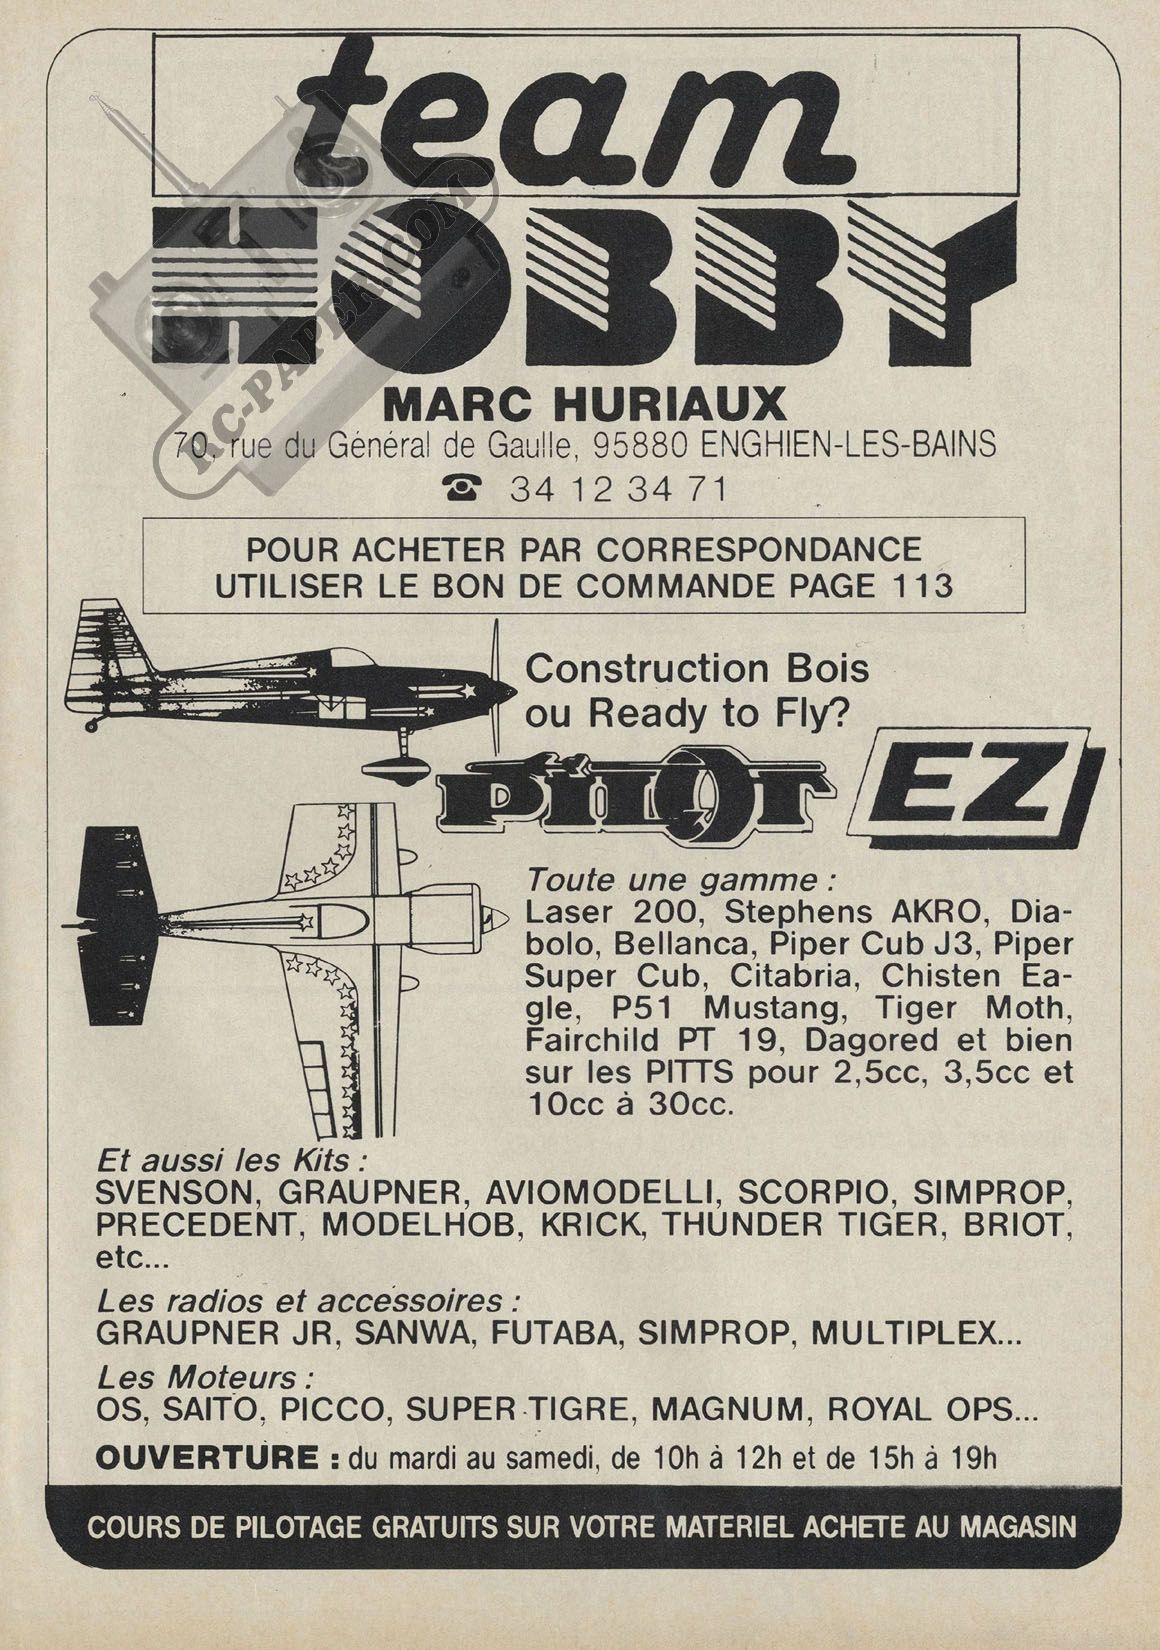 team
HOBBY
RC-PAPER.COM
MARC HURIAUX
70, rue du Général de Gaulle, 95880 ENGHIEN-LES-BAINS
☎ 34 12 34 71
POUR ACHETER PAR CORRESPONDANCE
UTILISER LE BON DE COMMANDE PAGE 113
Construction Bois
ou Ready to Fly?
PILOT EZ
Toute une gamme :
Laser 200, Stephens AKRO, Dia-
bolo, Bellanca, Piper Cub J3, Piper
Super Cub, Citabria, Chisten Ea-
gle, P51 Mustang, Tiger Moth,
Fairchild PT 19, Dagored et bien
sur les PITTS pour 2,5cc, 3,5cc et
10cc à 30cc.
Et aussi les Kits :
SVENSON, GRAUPNER, AVIOMODELLI, SCORPIO, SIMPROP,
PRECEDENT, MODELHOB, KRICK, THUNDER TIGER, BRIOT,
etc...
Les radios et accessoires :
GRAUPNER JR, SANWA, FUTABA, SIMPROP, MULTIPLEX...
Les Moteurs :
OS, SAITO, PICCO, SUPER TIGRE, MAGNUM, ROYAL OPS...
OUVERTURE : du mardi au samedi, de 10h à 12h et de 15h à 19h
COURS DE PILOTAGE GRATUITS SUR VOTRE MATERIEL ACHETE AU MAGASIN